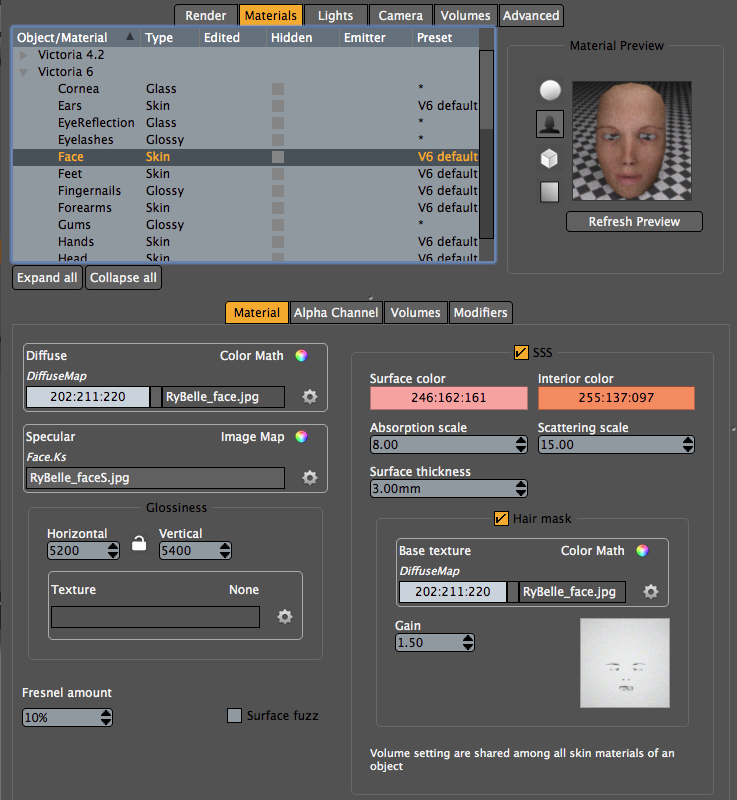 Render Materials Lights Camera Volumes Advanced
Object/Material Type Edited Hidden Emitter Preset
Victoria 4.2
Victoria 6
Cornea Glass *
Ears Skin V6 default
EyeReflection Glass *
Eyelashes Glossy *
Face Skin V6 default
Feet Skin V6 default
Fingernails Glossy V6 default
Forearms Skin V6 default
Gums Glossy *
Hands Skin V6 default
Head Skin V6 default
Expand all Collapse all
Material Preview
Refresh Preview
Material Alpha Channel Volumes Modifiers
Diffuse Color Math
DiffuseMap
202:211:220 RyBelle_face.jpg
Specular Image Map
Face.Ks
RyBelle_faceS.jpg
Glossiness
Horizontal Vertical
5200 5400
Texture None
Fresnel amount
10% Surface fuzz
SSS
Surface color Interior color
246:162:161 255:137:097
Absorption scale Scattering scale
8.00 15.00
Surface thickness
3.00mm
Hair mask
Base texture Color Math
DiffuseMap
202:211:220 RyBelle_face.jpg
Gain
1.50
Volume setting are shared among all skin materials of an
object